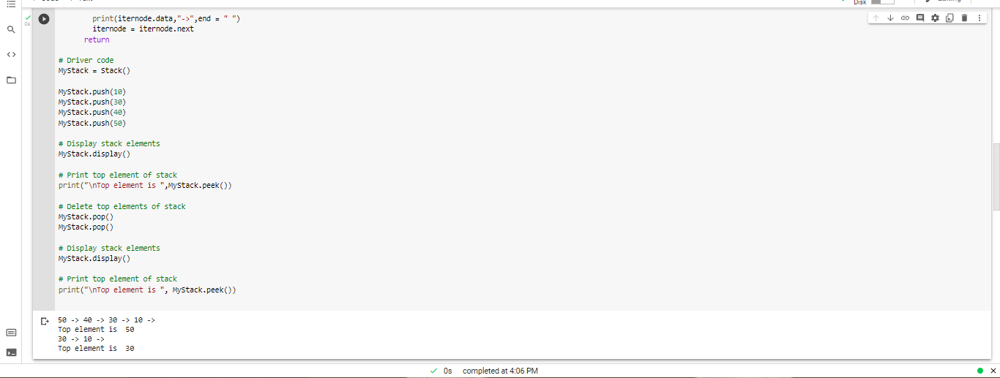 Disk
0s
print(iternode.data,"->",end = " ")
iternode = iternode.next
return
# Driver code
MyStack = Stack()
MyStack.push(10)
MyStack.push(30)
MyStack.push(40)
MyStack.push(50)
# Display stack elements
MyStack.display()
# Print top element of stack
print("\nTop element is ",MyStack.peek())
# Delete top elements of stack
MyStack.pop()
MyStack.pop()
# Display stack elements
MyStack.display()
# Print top element of stack
print("\nTop element is ", MyStack.peek())
50 -> 40 -> 30 -> 10 ->
Top element is  50
30 -> 10 ->
Top element is  30
0s completed at 4:06 PM